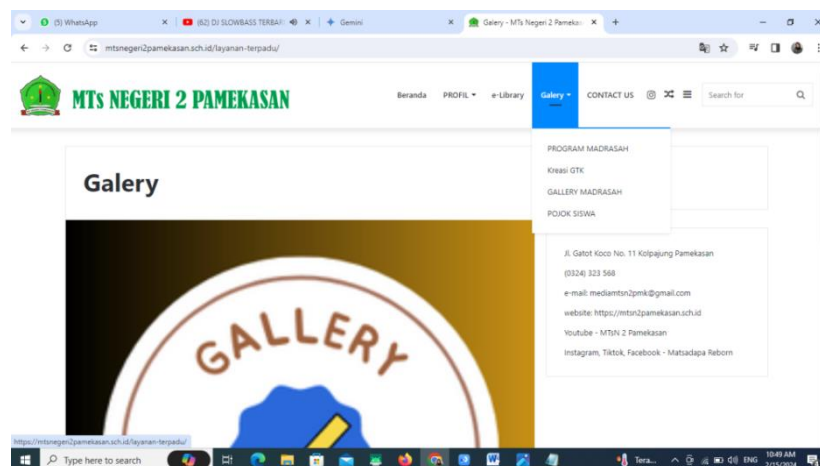 (5) WhatsApp
(62) DJ SLOWBASS TERBAR
Gemini
Galery - MTs Negeri 2 Pamekas
mtsnegeri2pamekasan.sch.id/layanan-terpadu/
MTs NEGERI 2 PAMEKASAN
Beranda PROFIL e-Library Galery CONTACT US Search for
PROGRAM MADRASAH
Kreasi GTK
GALLERY MADRASAH
POJOK SISWA
Galery
GALLERY
Jl. Gatot Koco No. 11 Kolpajung Pamekasan
(0324) 323 568
e-mail: mediamtsn2pmk@gmail.com
website: https://mtsn2pamekasan.sch.id
Youtube - MTsN 2 Pamekasan
Instagram, Tiktok, Facebook - Matsadapa Reborn
https://mtsnegeri2pamekasan.sch.id/layanan-terpadu/
Type here to search
Tera... ENG 10:49 AM
2/15/2024